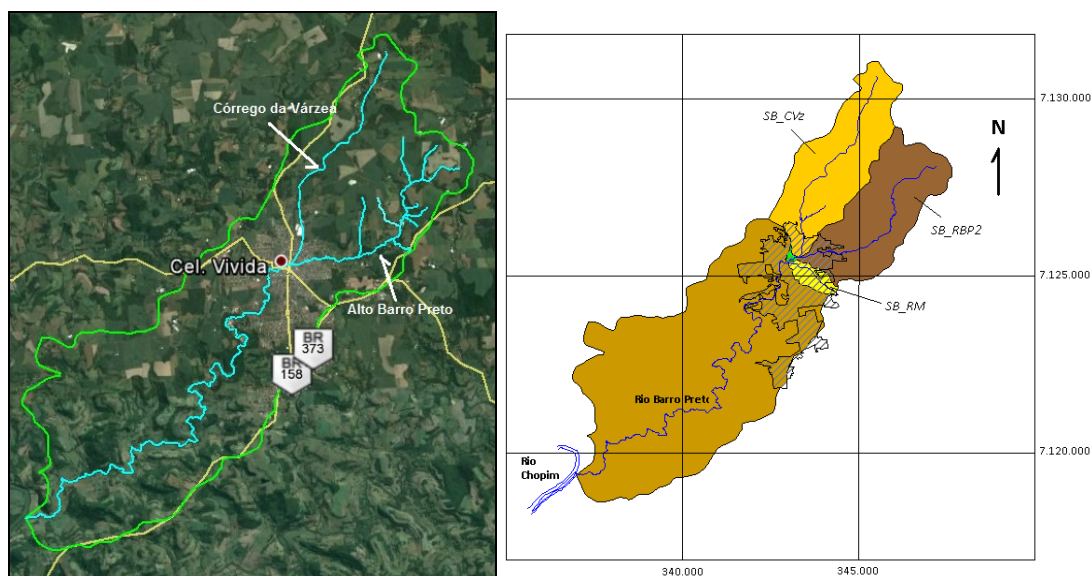 Córrego da Várzea
Cel. Vivida
Alto Barro Preto
BR
373
BR
158
7.130.000
SB_CVz
N
SB_RBP2
7.125.000
SB_RM
Rio Barro Preto
7.120.000
Rio
Chopim
340.000
345.000